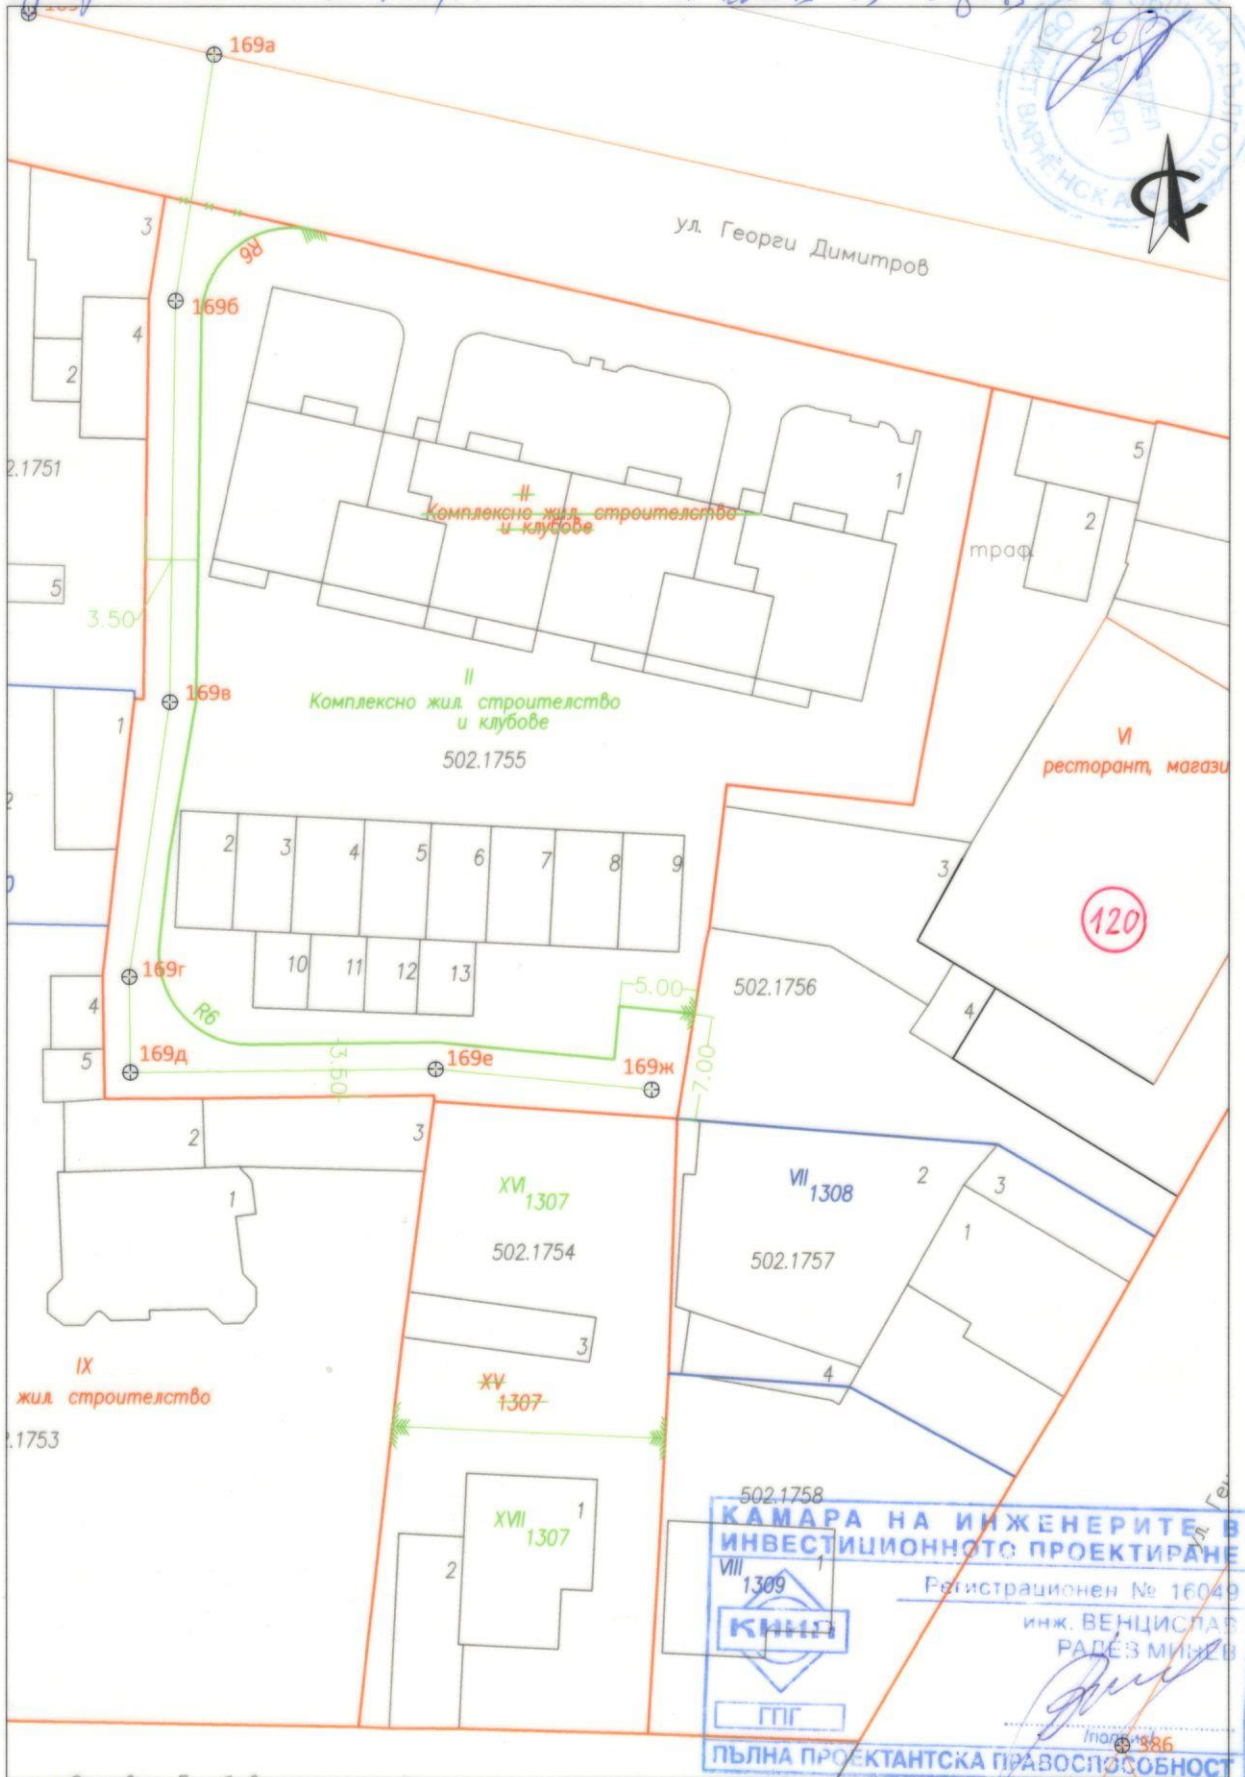 169а
2
3
R6
ул. Георги Димитров
169б
4
2
2.1751
1
5
2
II
Комплексно жил. строителство
и клубове
траф.
5
3.50
169в
II
Комплексно жил. строителство
и клубове
502.1755
1
VI
ресторант, магази
2 3 4 5 6 7 8 9
3
120
10 11 12 13
169г
5.00
502.1756
4
4
R6
169д
5
3.50
169е
169ж
7.00
2
3
1
XVI
1307
502.1754
VII
1308
2
3
1
502.1757
3
4
IX
жил. строителство
XV
1307
.1753
502.1758
XVII
1307
1
2
КАМАРА НА ИНЖЕНЕРИТЕ В
ИНВЕСТИЦИОННОТО ПРОЕКТИРАНЕ
VIII
1309
1
Регистрационен № 16049
КИИП
инж. ВЕНЦИСЛАВ
РАДЕВ МИНЕВ
ГПГ
386
ПЪЛНА ПРОЕКТАНТСКА ПРАВОСПОСОБНОСТ
ул. Ген.